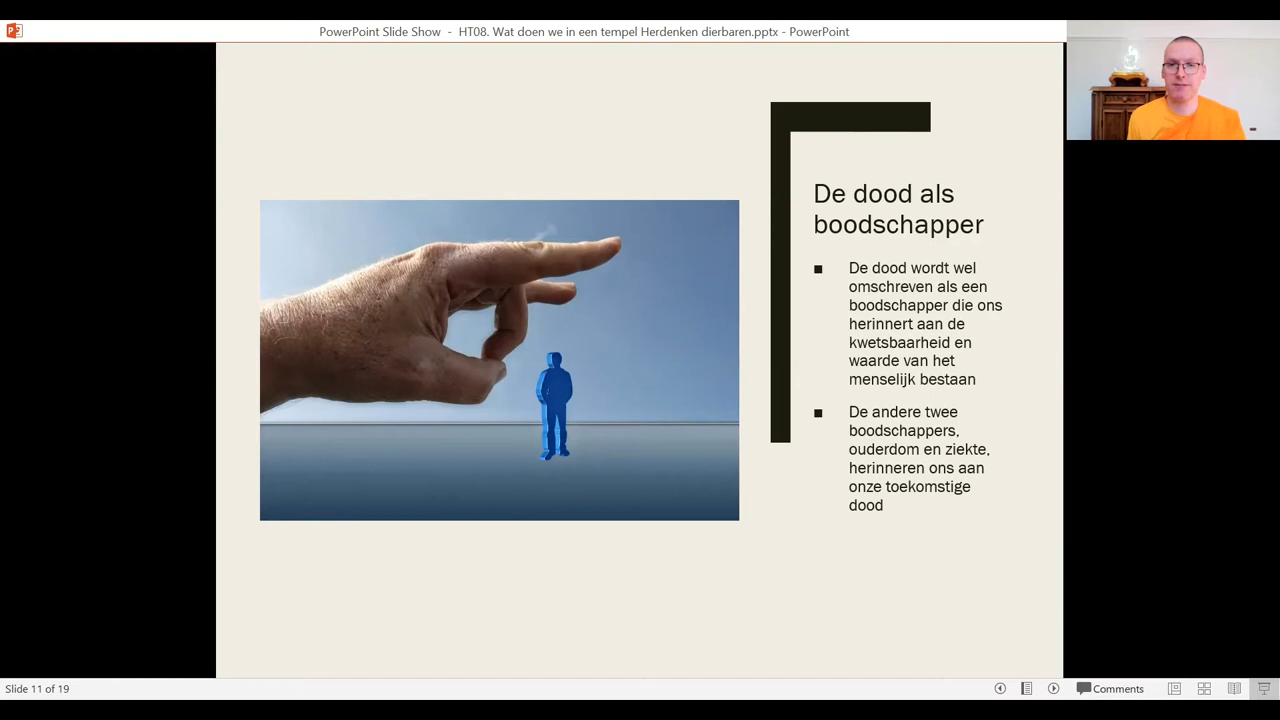 PowerPoint Slide Show - HT08. Wat doen we in een tempel Herdenken dierbaren.pptx - PowerPoint
De dood als
boodschapper
■ De dood wordt wel
omschreven als een
boodschapper die ons
herinnert aan de
kwetsbaarheid en
waarde van het
menselijk bestaan
■ De andere twee
boodschappers,
ouderdom en ziekte,
herinneren ons aan
onze toekomstige
dood
Slide 11 of 19
Comments